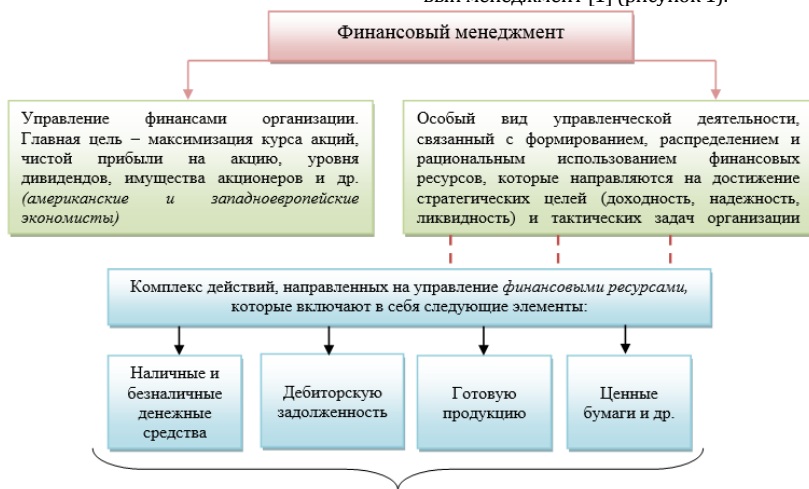 вый менеджмент [1] (рисунок 1).
Финансовый менеджмент
Управление финансами организации.
Главная цель – максимизация курса акций,
чистой прибыли на акцию, уровня
дивидендов, имущества акционеров и др.
(американские и западноевропейские
экономисты)
Особый вид управленческой деятельности,
связанный с формированием, распределением и
рациональным использованием финансовых
ресурсов, которые направляются на достижение
стратегических целей (доходность, надежность,
ликвидность) и тактических задач организации
Комплекс действий, направленных на управление финансовыми ресурсами,
которые включают в себя следующие элементы:
Наличные и
безналичные
денежные
средства
Дебиторскую
задолженность
Готовую
продукцию
Ценные
бумаги и др.